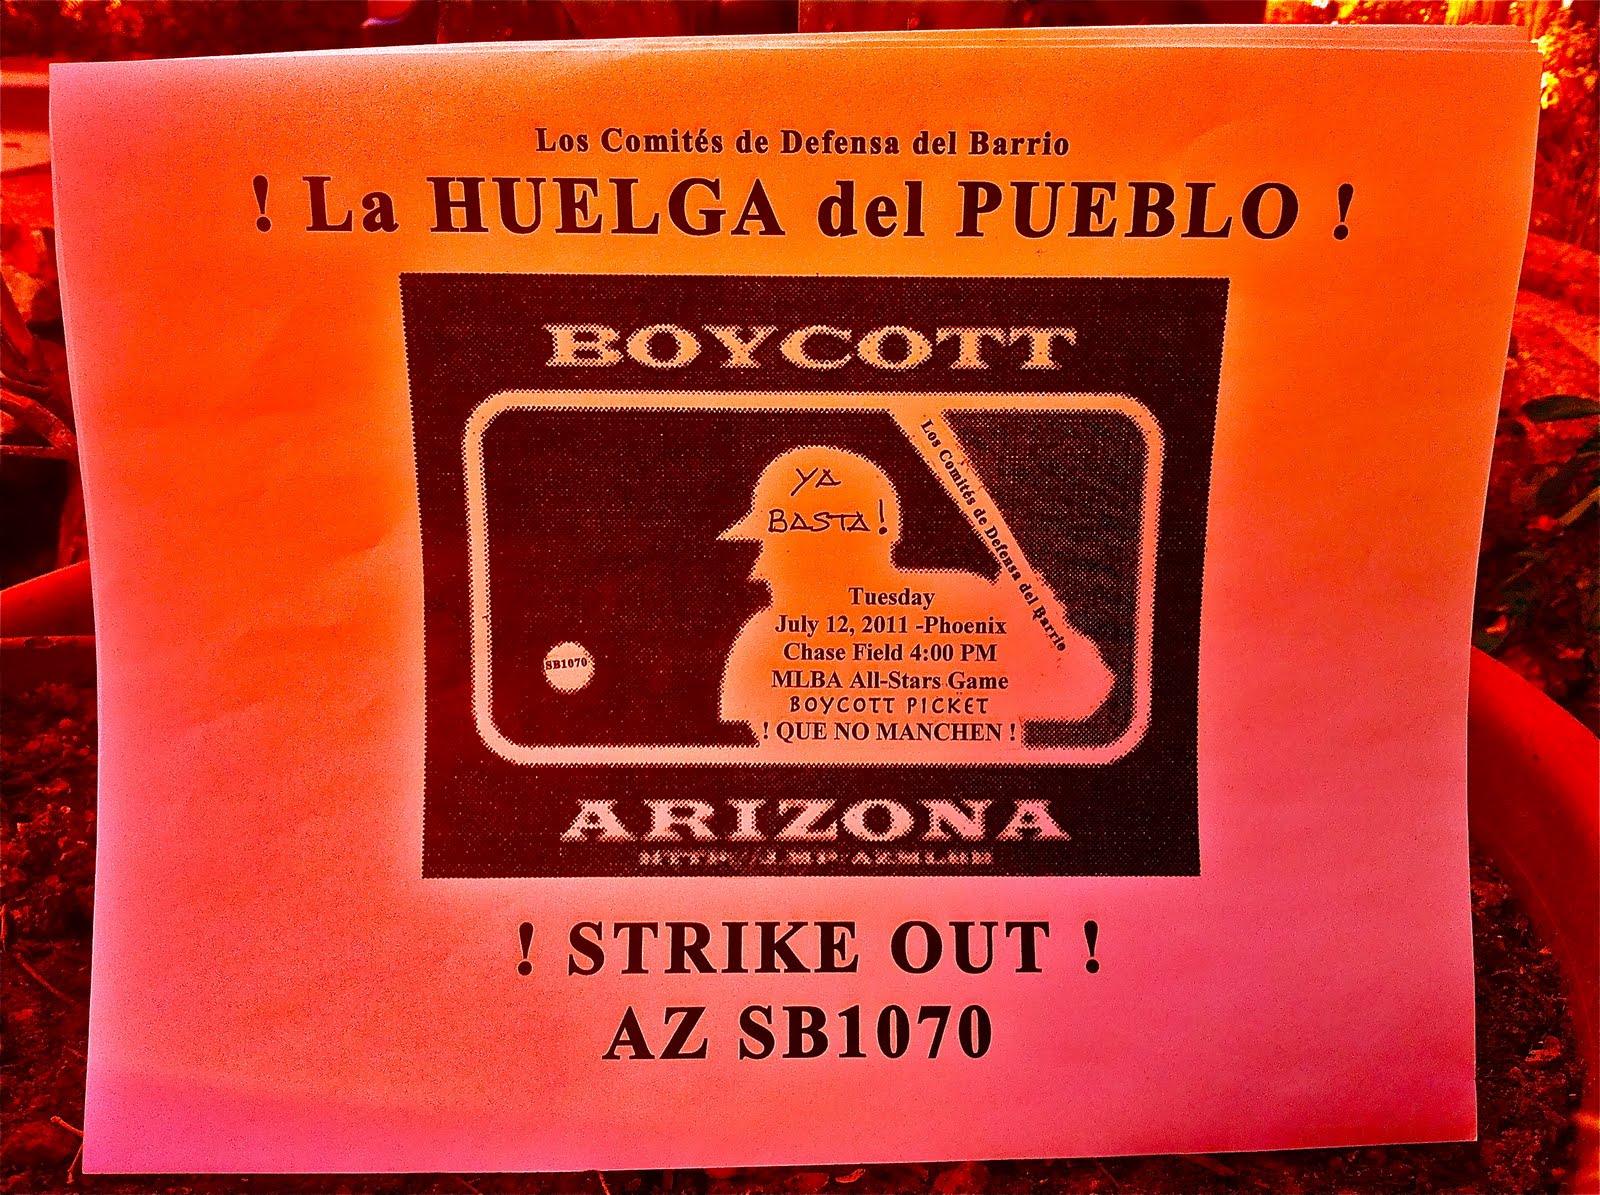 Los Comités de Defensa del Barrio
! La HUELGA del PUEBLO !
BOYCOTT
Los Comités de Defensa del Barrio
YA
BASTA!
Tuesday
July 12, 2011 -Phoenix
Chase Field 4:00 PM
SB1070
MLBA All-Stars Game
BOYCOTT PICKET
! QUE NO MANCHEN !
ARIZONA
! STRIKE OUT !
AZ SB1070